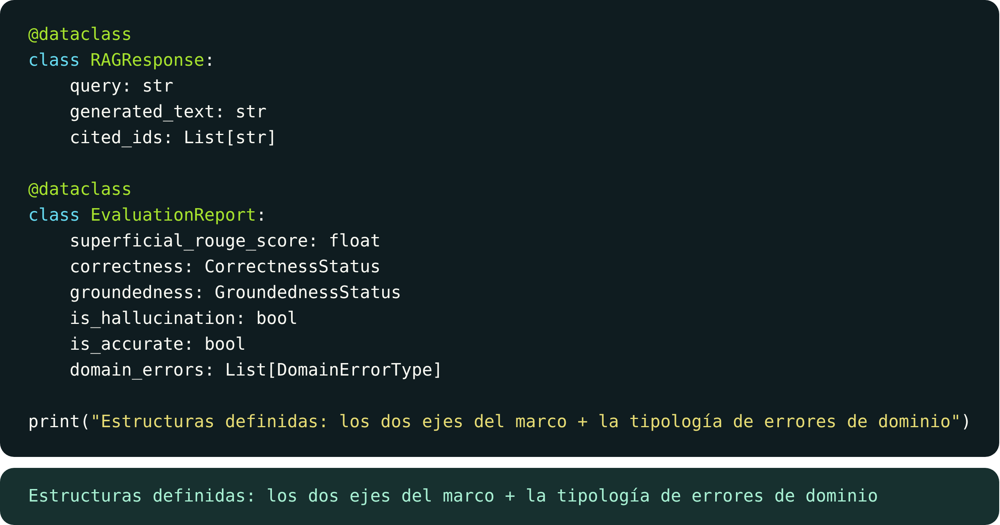 @dataclass
class RAGResponse:
    query: str
    generated_text: str
    cited_ids: List[str]

@dataclass
class EvaluationReport:
    superficial_rouge_score: float
    correctness: CorrectnessStatus
    groundedness: GroundednessStatus
    is_hallucination: bool
    is_accurate: bool
    domain_errors: List[DomainErrorType]

print("Estructuras definidas: los dos ejes del marco + la tipología de errores de dominio")
Estructuras definidas: los dos ejes del marco + la tipología de errores de dominio